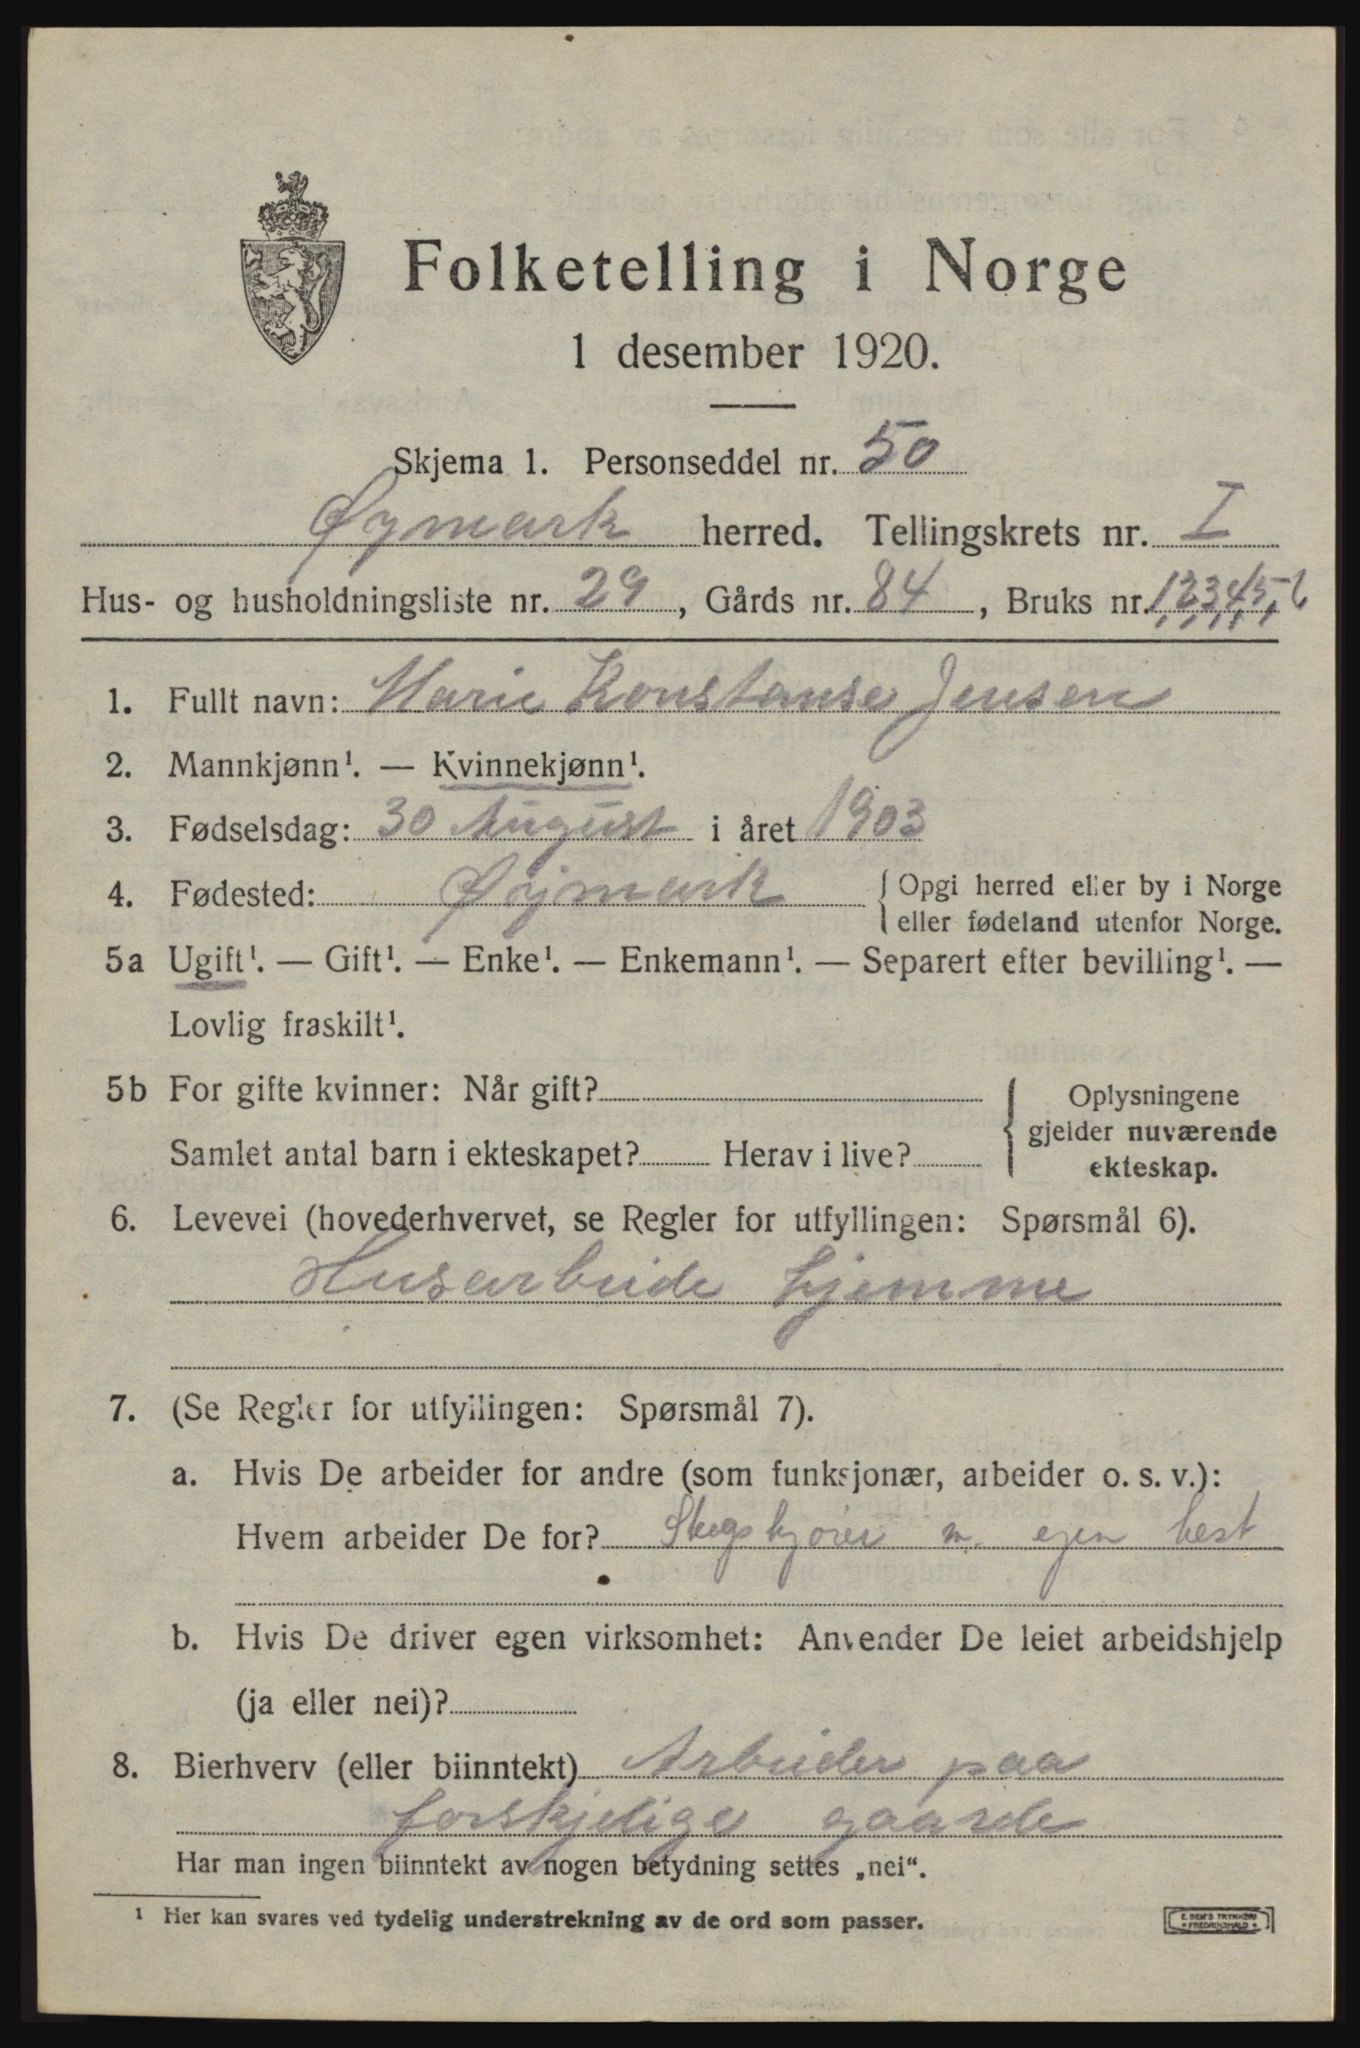 Folketelling i Norge
1 desember 1920.
Skjema 1. Personseddel nr. 50
Øymark herred. Tellingskrets nr. I
Hus- og husholdningsliste nr. 29, Gårds nr. 84, Bruks nr. 1,2,3,4,5,6
1. Fullt navn: Marie Konstanse Jensen
2. Mannkjønn¹. — Kvinnekjønn¹.
3. Fødselsdag: 30 August i året 1903
4. Fødested: Øymark { Opgi herred eller by i Norge
eller fødeland utenfor Norge.
5a Ugift¹. — Gift¹. — Enke¹. — Enkemann¹. — Separert efter bevilling¹. —
Lovlig fraskilt¹.
5b For gifte kvinner: Når gift?
Samlet antal barn i ekteskapet? Herav i live?
Oplysningene
gjelder nuværende
ekteskap.
6. Levevei (hovederhvervet, se Regler for utfyllingen: Spørsmål 6).
Husarbeide hjemme
7. (Se Regler for utfyllingen: Spørsmål 7).
a. Hvis De arbeider for andre (som funksjonær, arbeider o. s. v.):
Hvem arbeider De for? Skogskjører m. egen hest
b. Hvis De driver egen virksomhet: Anvender De leiet arbeidshjelp
(ja eller nei)?
8. Bierhverv (eller biinntekt) Arbeider paa
forskjelige gaarde
Har man ingen biinntekt av nogen betydning settes „nei“.
¹ Her kan svares ved tydelig understrekning av de ord som passer.
E. SEM'S TRYKKERI
• FREDRIKSHALD •